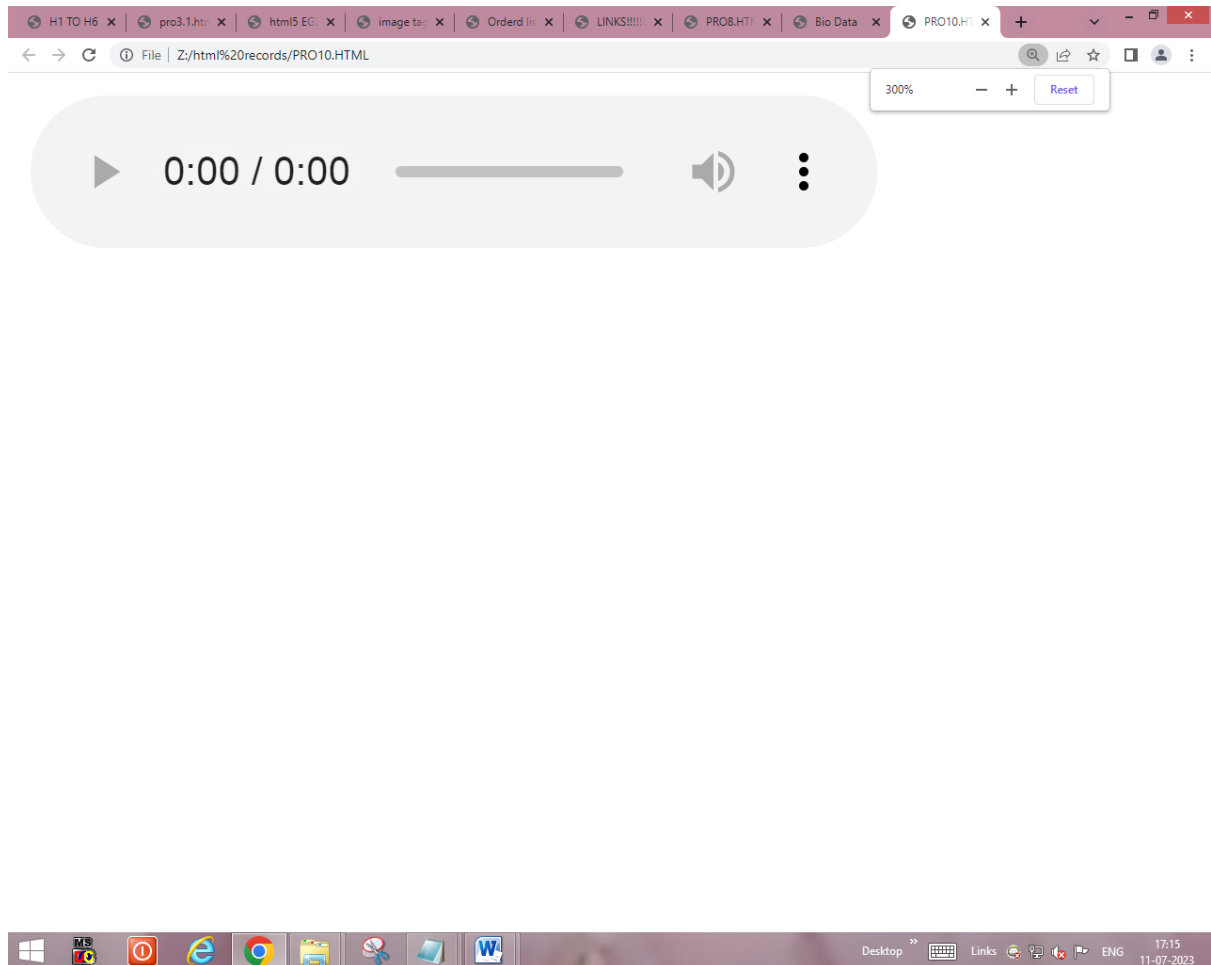 H1 TO H6
pro3.1.htm
html5 EG.
image tag
Orderd lis
LINKS!!!!!!
PRO8.HTM
Bio Data
PRO10.HT
File
Z:/html%20records/PRO10.HTML
300%
Reset
0:00 / 0:00
MS
W
Desktop
Links
ENG
17:15
11-07-2023